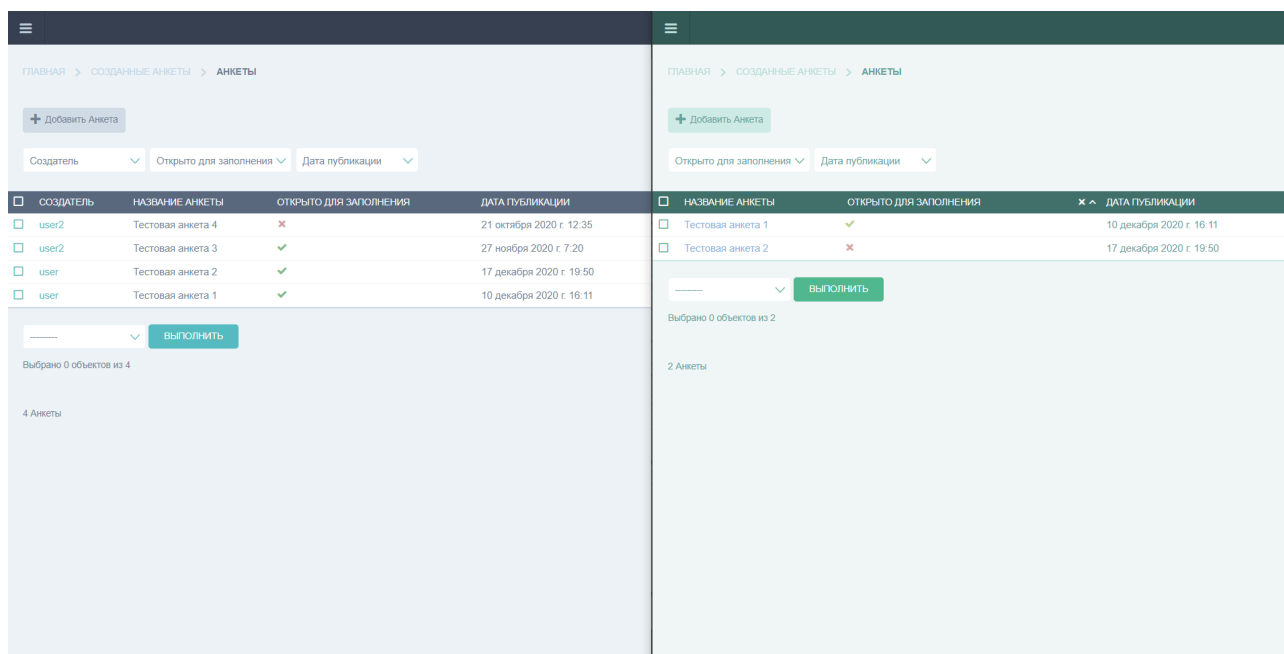 ГЛАВНАЯ > СОЗДАННЫЕ АНКЕТЫ > АНКЕТЫ
Добавить Анкета
Создатель Открыто для заполнения Дата публикации
СОЗДАТЕЛЬ НАЗВАНИЕ АНКЕТЫ ОТКРЫТО ДЛЯ ЗАПОЛНЕНИЯ ДАТА ПУБЛИКАЦИИ
user2 Тестовая анкета 4 21 октября 2020 г. 12:35
user2 Тестовая анкета 3 27 ноября 2020 г. 7:20
user Тестовая анкета 2 17 декабря 2020 г. 19:50
user Тестовая анкета 1 10 декабря 2020 г. 16:11
--------- ВЫПОЛНИТЬ
Выбрано 0 объектов из 4
4 Анкеты
ГЛАВНАЯ > СОЗДАННЫЕ АНКЕТЫ > АНКЕТЫ
Добавить Анкета
Открыто для заполнения Дата публикации
НАЗВАНИЕ АНКЕТЫ ОТКРЫТО ДЛЯ ЗАПОЛНЕНИЯ ДАТА ПУБЛИКАЦИИ
Тестовая анкета 1 10 декабря 2020 г. 16:11
Тестовая анкета 2 17 декабря 2020 г. 19:50
--------- ВЫПОЛНИТЬ
Выбрано 0 объектов из 2
2 Анкеты